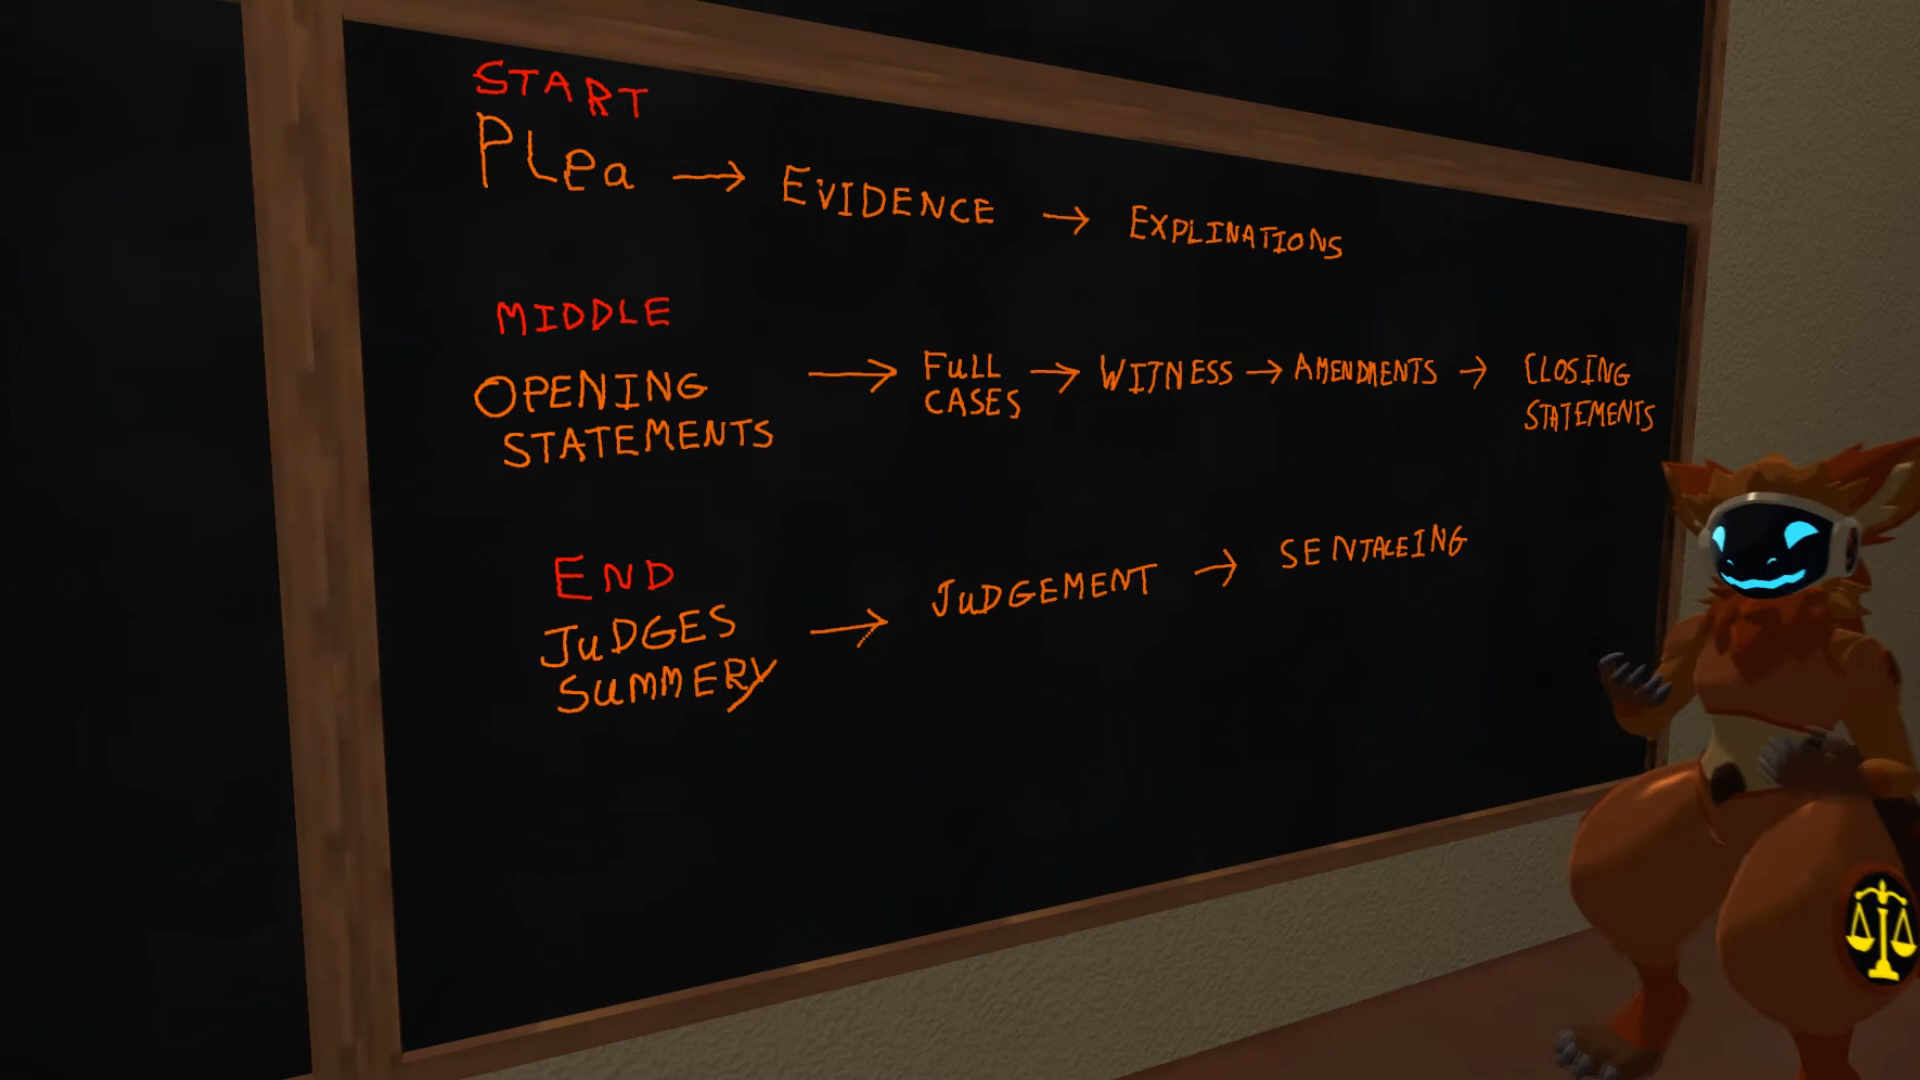 START
PLea → EVIDENCE → EXPLINATIONS
MIDDLE
OPENING STATEMENTS → FuLL CASES → WITNESS → AMENDMENTS → CLOSING STATEMENTS
END
JuDGES SuMMERY → JuDGEMENT → SENTACEING